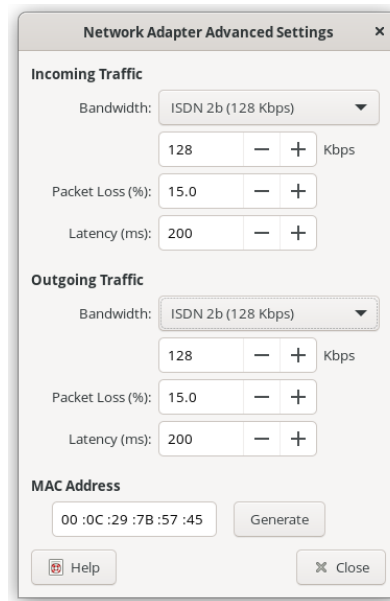 Network Adapter Advanced Settings ×
Incoming Traffic
Bandwidth: ISDN 2b (128 Kbps)
128 − + Kbps
Packet Loss (%): 15.0 − +
Latency (ms): 200 − +
Outgoing Traffic
Bandwidth: ISDN 2b (128 Kbps)
128 − + Kbps
Packet Loss (%): 15.0 − +
Latency (ms): 200 − +
MAC Address
00 :0C :29 :7B :57 :45 Generate
Help Close